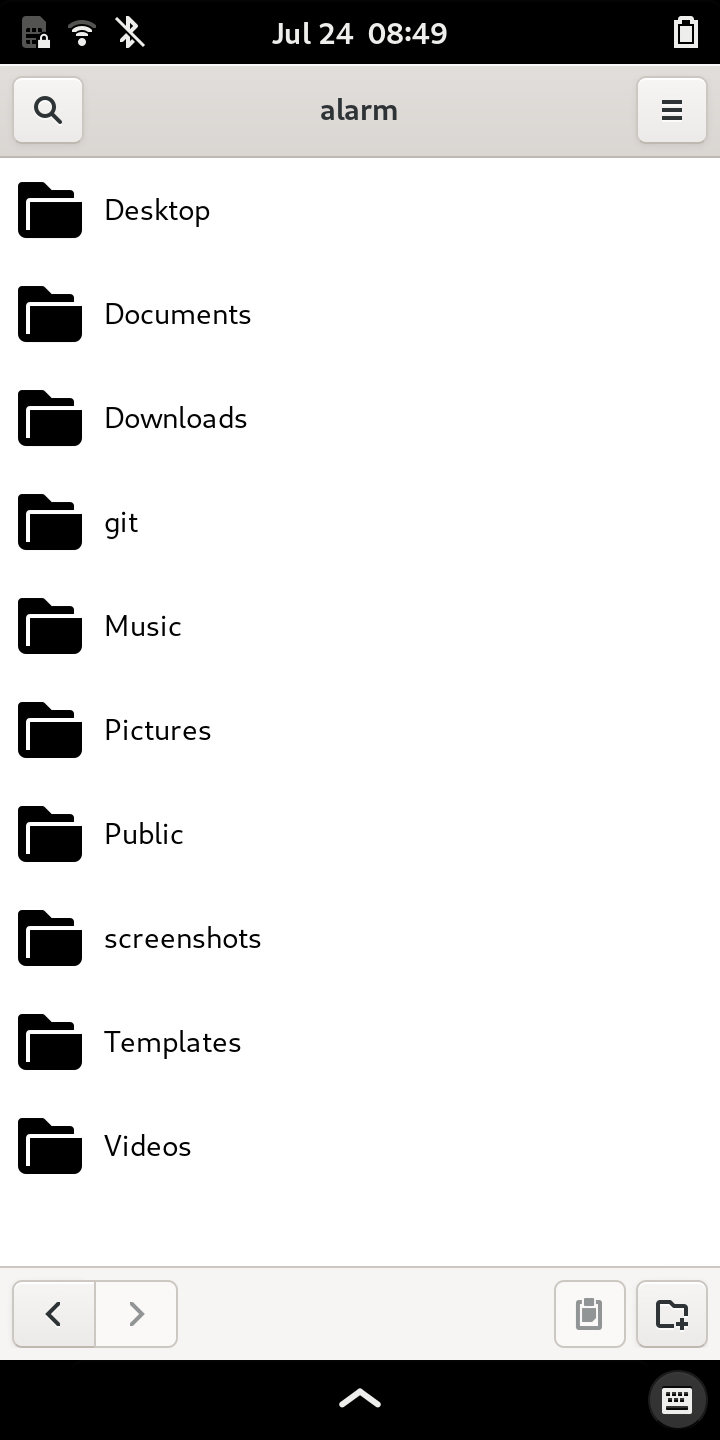 Jul 24 08:49
alarm
Desktop
Documents
Downloads
git
Music
Pictures
Public
screenshots
Templates
Videos